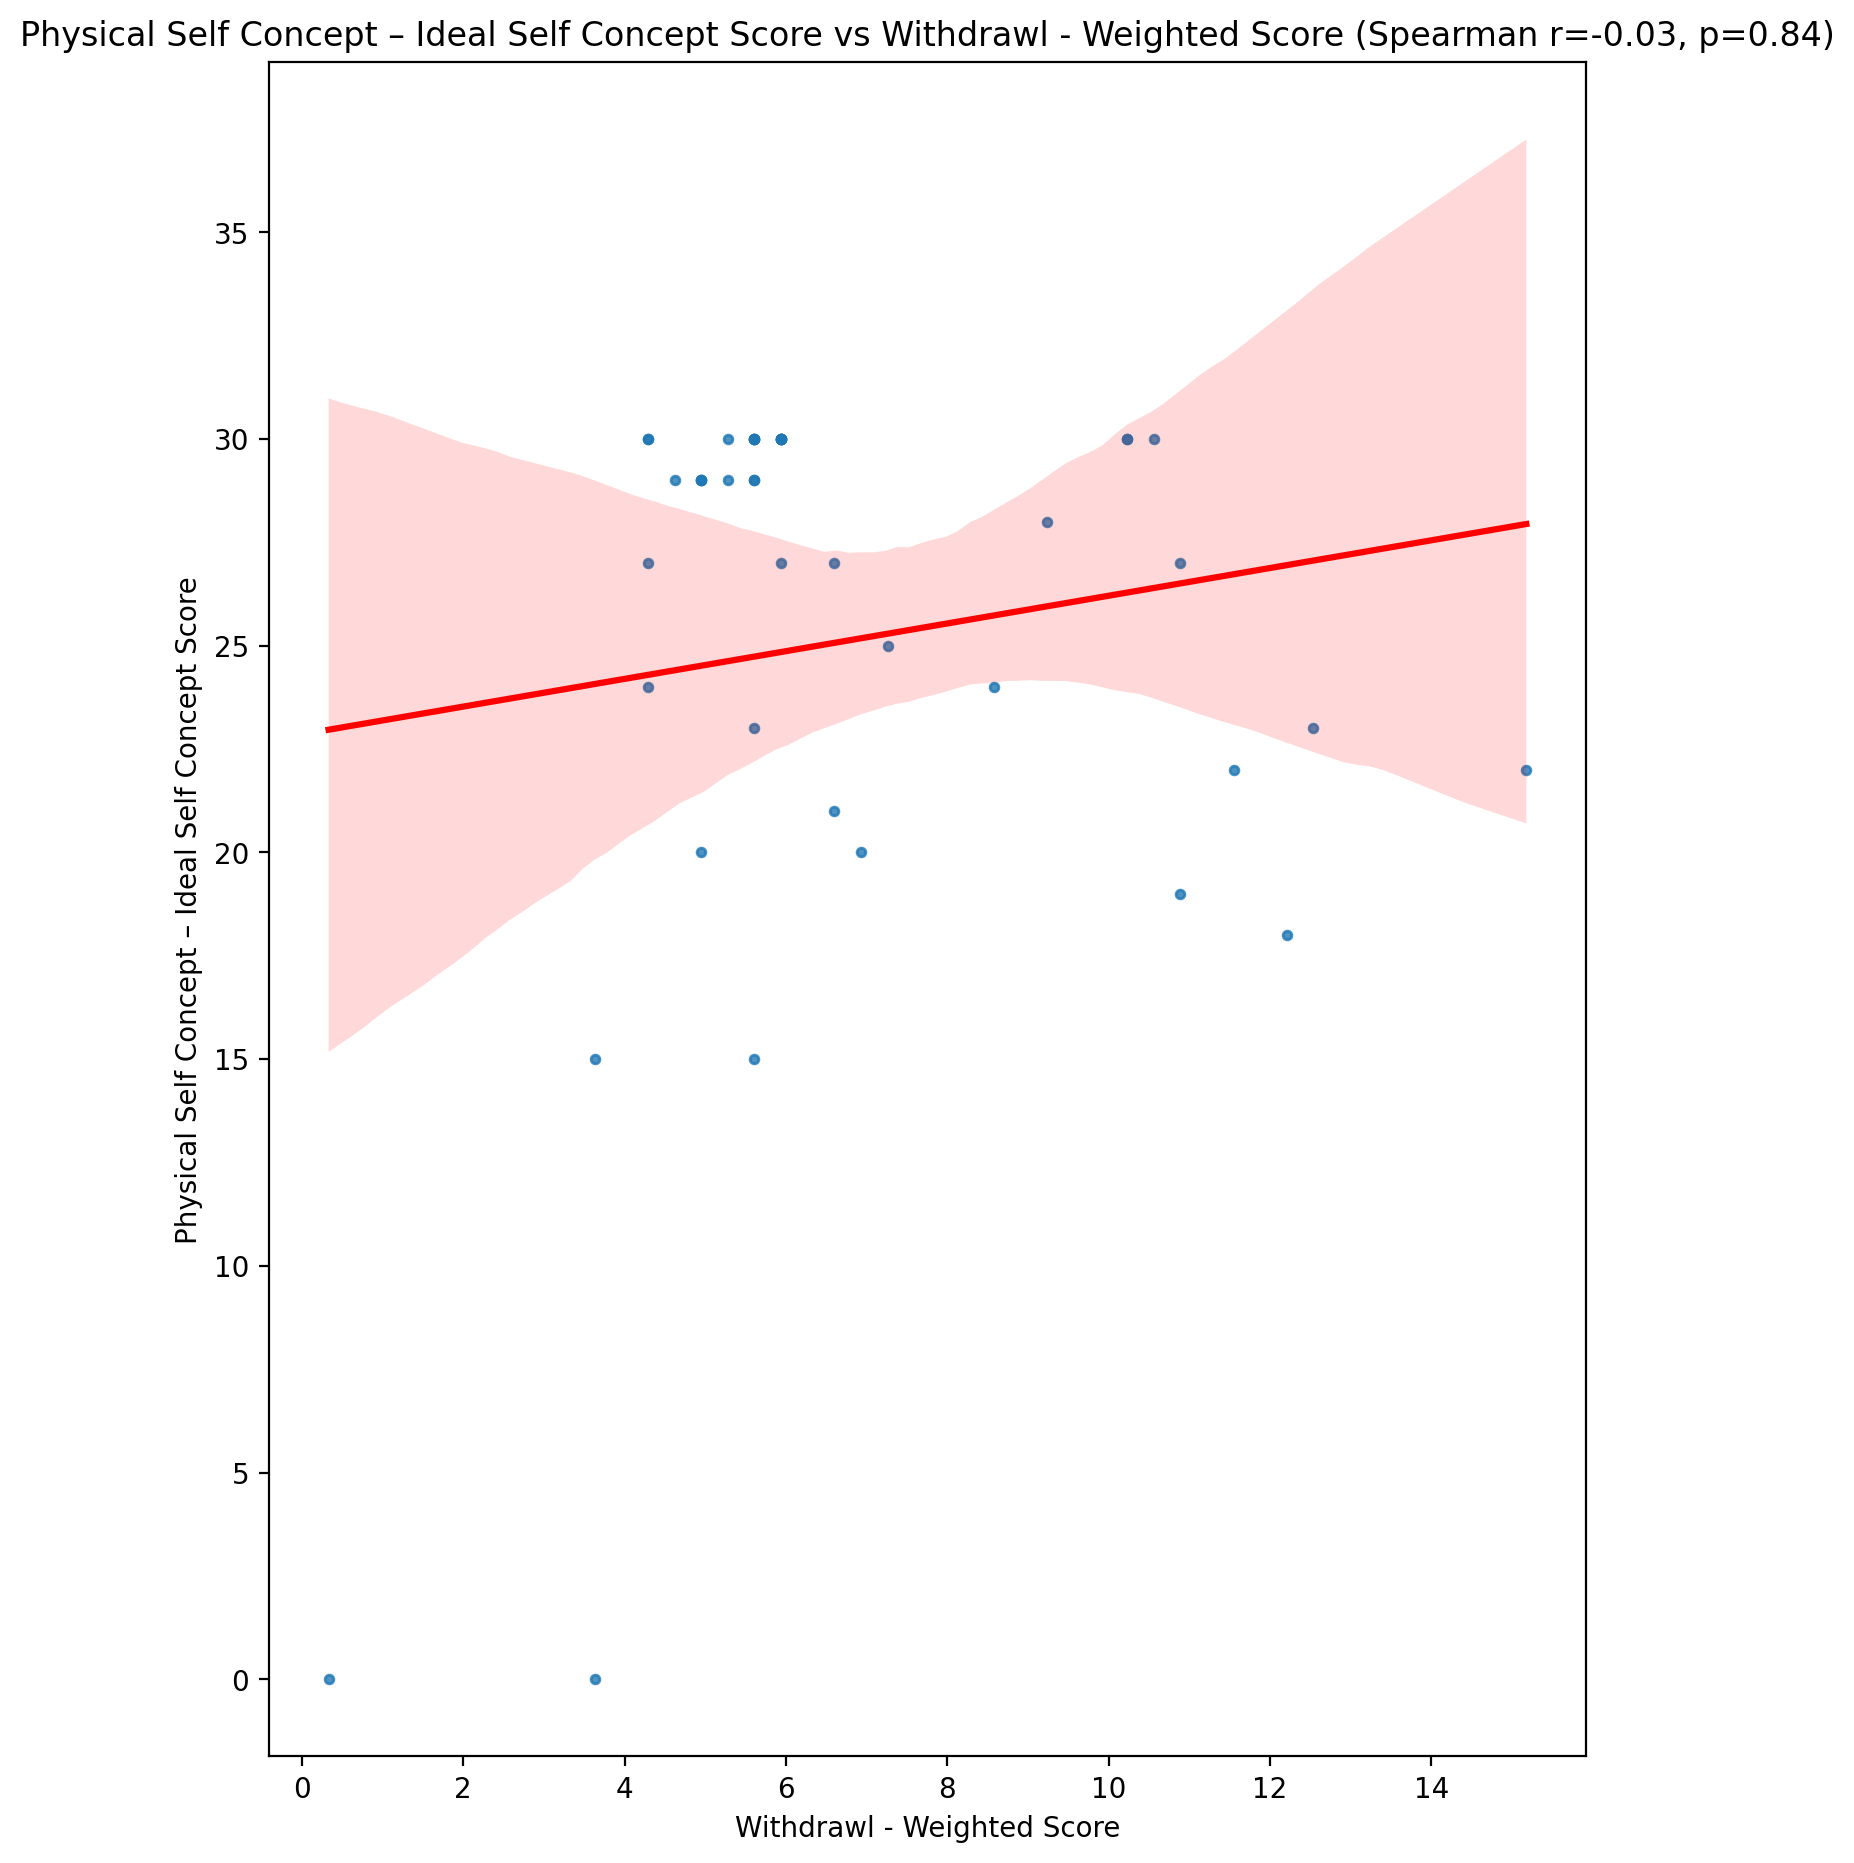 Physical Self Concept – Ideal Self Concept Score vs Withdrawl - Weighted Score (Spearman r=-0.03, p=0.84)
Physical Self Concept – Ideal Self Concept Score
35
30
25
20
15
10
5
0
0 2 4 6 8 10 12 14
Withdrawl - Weighted Score